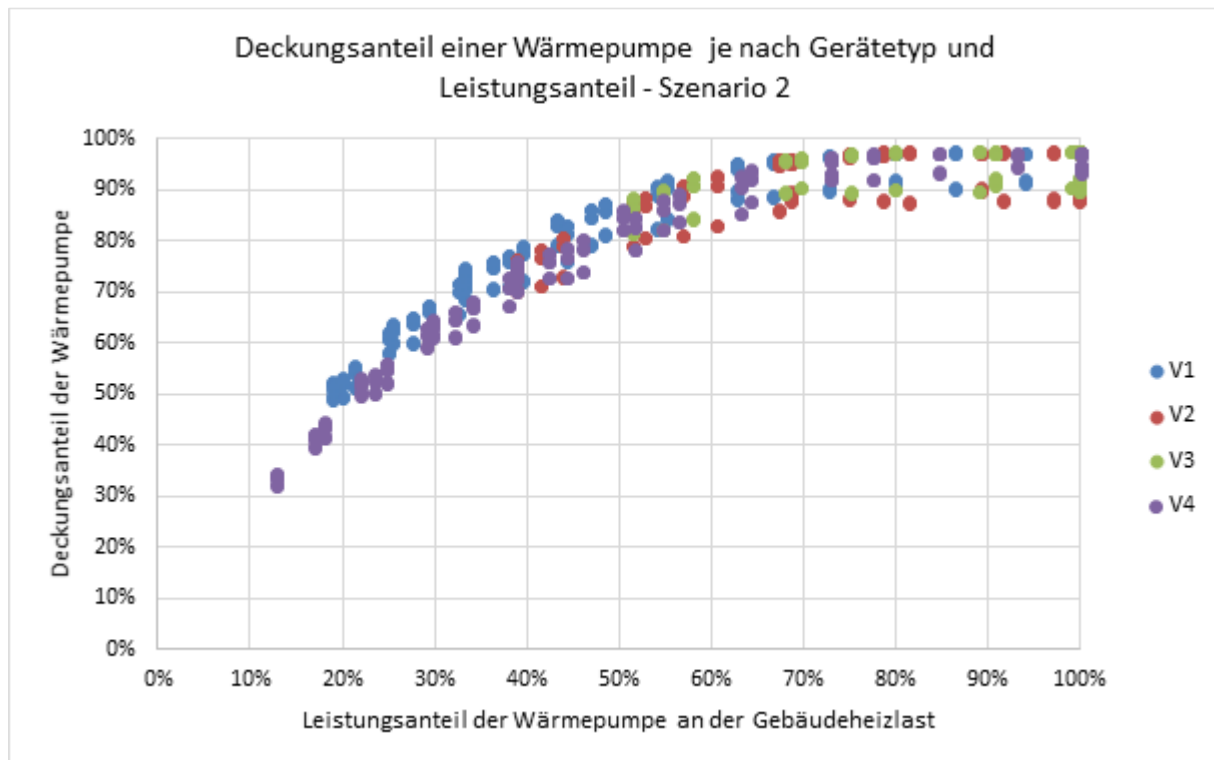 Deckungsanteil einer Wärmepumpe je nach Gerätetyp und
Leistungsanteil - Szenario 2
Deckungsanteil der Wärmepumpe
100%
90%
80%
70%
60%
50%
40%
30%
20%
10%
0%
0% 10% 20% 30% 40% 50% 60% 70% 80% 90% 100%
Leistungsanteil der Wärmepumpe an der Gebäudeheizlast
V1
V2
V3
V4